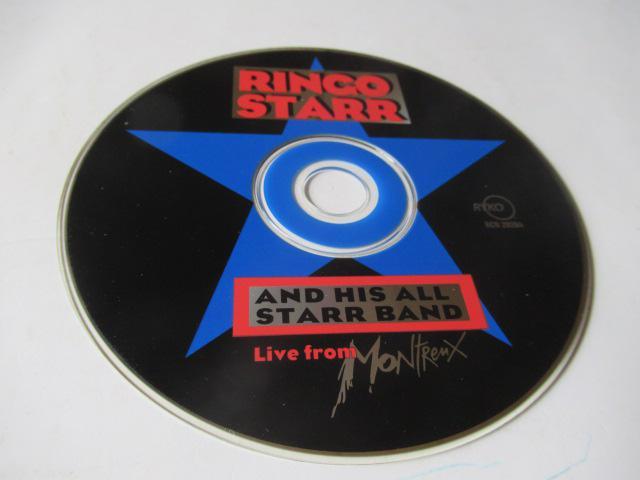 RINGO
STARR
RYKO
AND HIS ALL
STARR BAND
Live from
Montreux